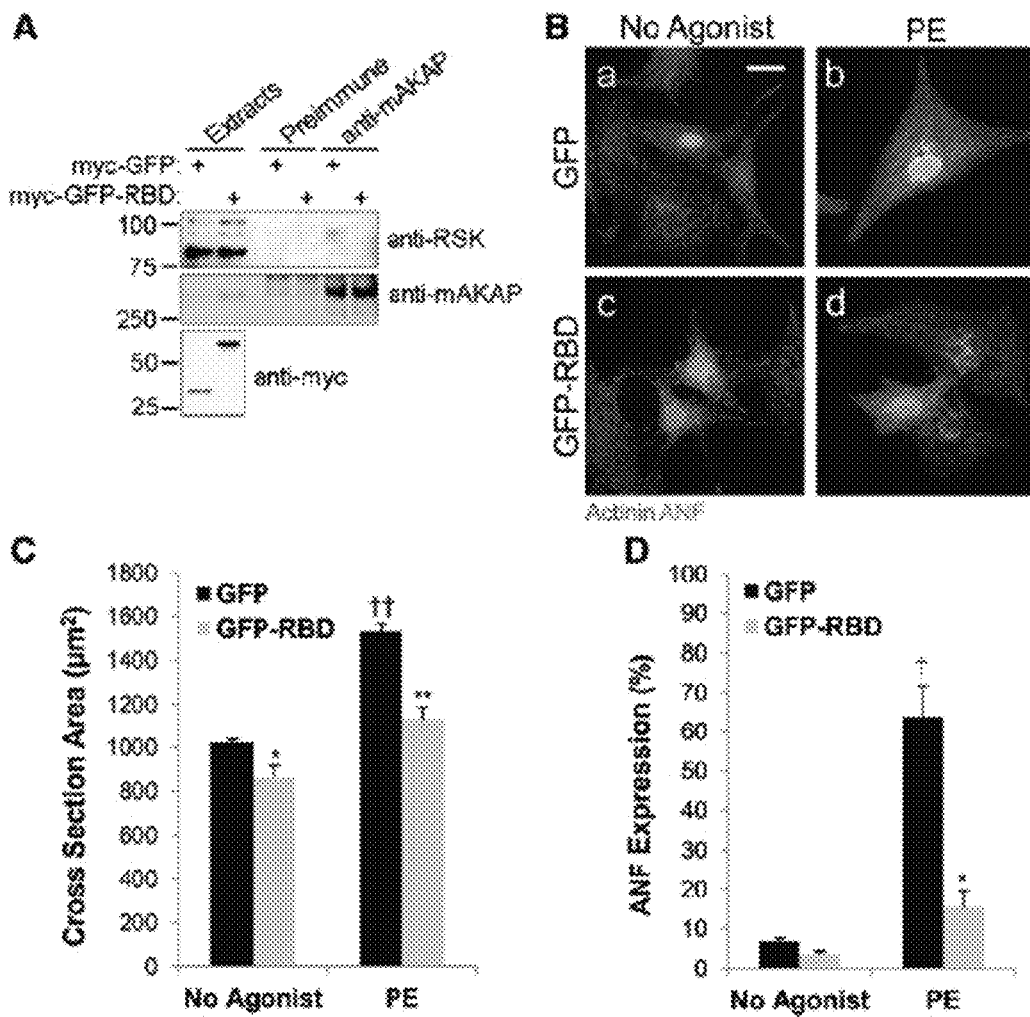 A
Extracts
Preimmune
anti-mAKAP
myc-GFP: + + +
myc-GFP-RBD: + + +
100
75
anti-RSK
250
anti-mAKAP
50
25
anti-myc
B
No Agonist
PE
GFP
GFP-RBD
a
b
c
d
Actinin ANF
C
Cross Section Area (μm²)
1800
1600
1400
1200
1000
800
600
400
200
0
GFP
GFP-RBD
*
††
**
No Agonist
PE
D
ANF Expression (%)
100
90
80
70
60
50
40
30
20
10
0
GFP
GFP-RBD
†
*
No Agonist
PE